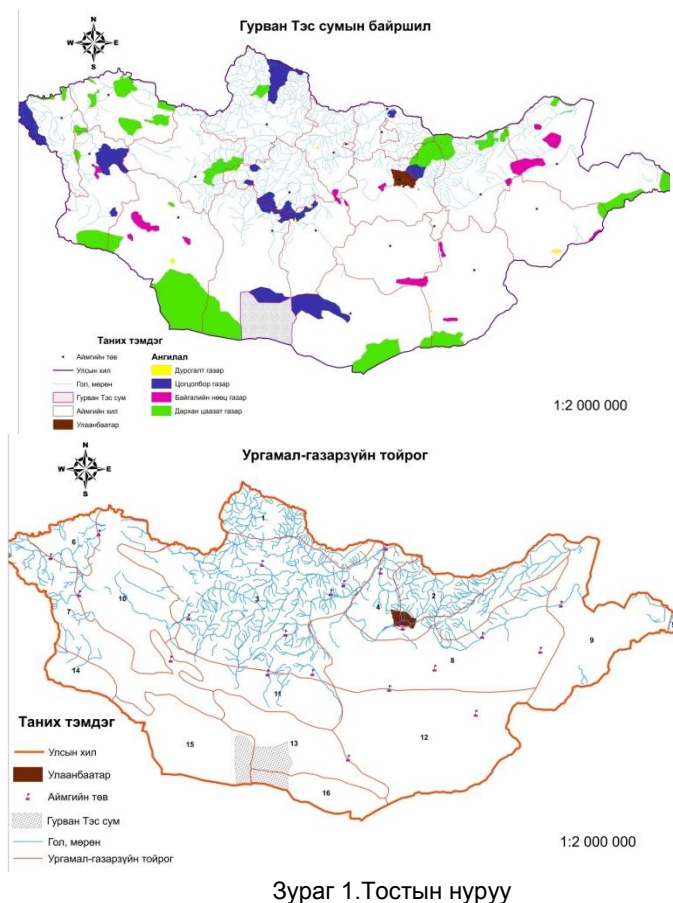 Гурван Тэс сумын байршил
N
W E
S
Таних тэмдэг
Аймгийн төв
Улсын хил
Гол, мөрөн
Гурван Тэс сум
Аймгийн хил
Улаанбаатар
Ангилал
Дурсгалт газар
Цогцолбор газар
Байгалийн нөөц газар
Дархан цаазат газар
1:2 000 000
Ургамал-газарзүйн тойрог
N
W E
S
1
6
2
3
4
7
10
9
8
14
11
12
13
15
16
Таних тэмдэг
Улсын хил
Улаанбаатар
Аймгийн төв
Гурван Тэс сум
Гол, мөрөн
Ургамал-газарзүйн тойрог
1:2 000 000
Зураг 1.Тостын нуруу